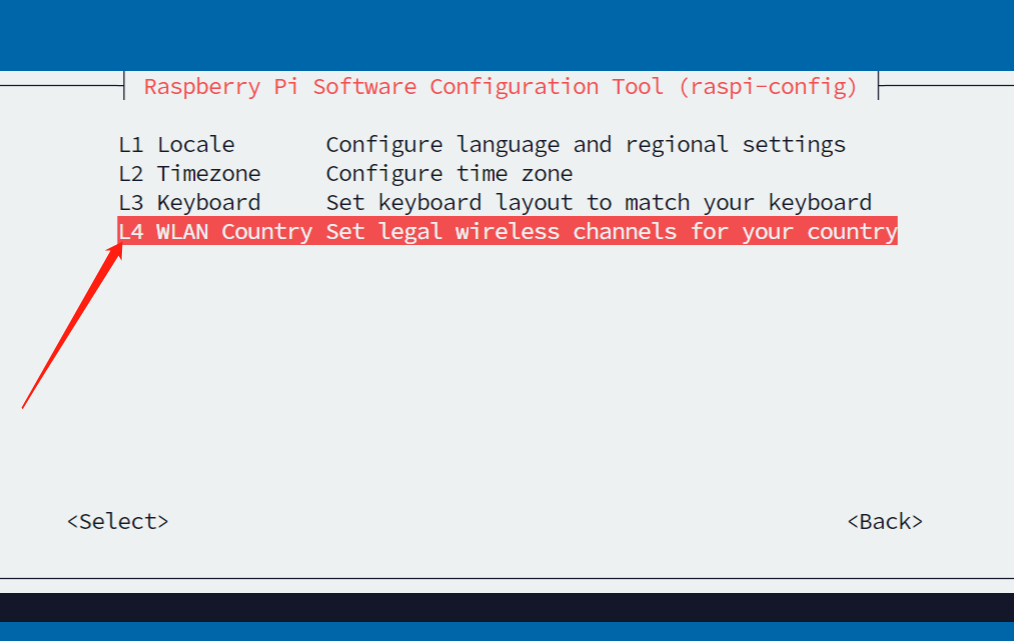 Raspberry Pi Software Configuration Tool (raspi-config)
L1 Locale Configure language and regional settings
L2 Timezone Configure time zone
L3 Keyboard Set keyboard layout to match your keyboard
L4 WLAN Country Set legal wireless channels for your country
<Select> <Back>